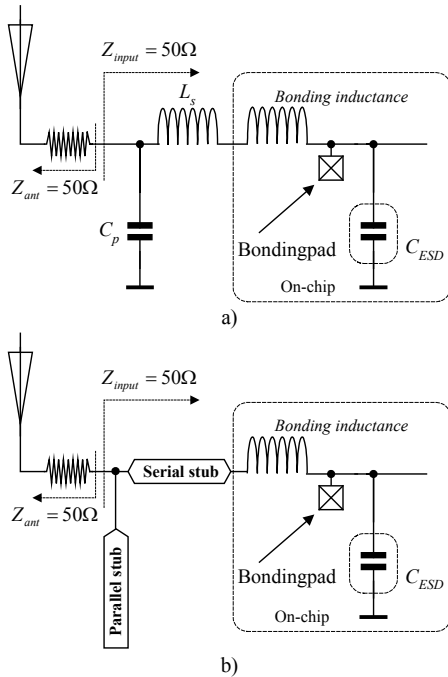 Z_input = 50Ω
L_s
Bonding inductance
Z_ant = 50Ω
C_p
Bondingpad
C_ESD
On-chip
a)
Z_input = 50Ω
Bonding inductance
Serial stub
Z_ant = 50Ω
Parallel stub
Bondingpad
C_ESD
On-chip
b)